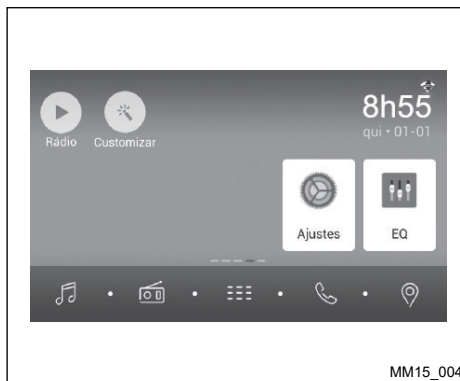 8h55
qui • 01-01
Rádio
Customizar
Ajustes
EQ
MM15_004